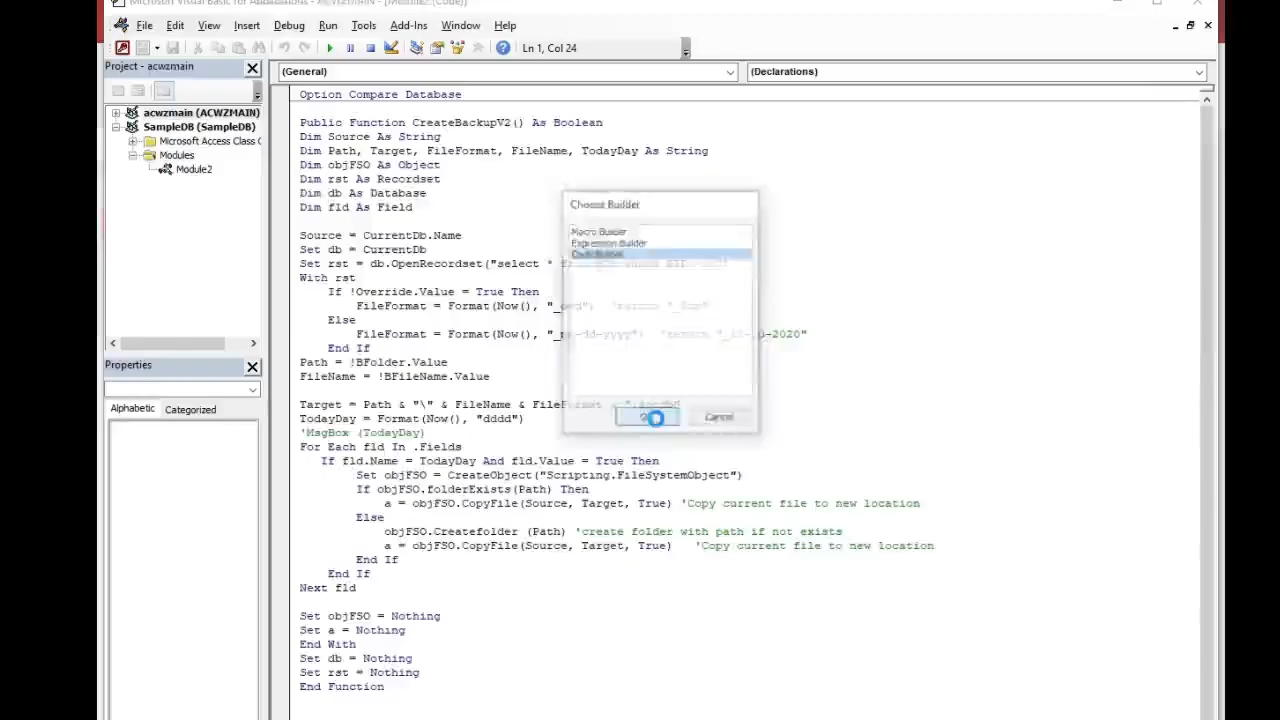 Microsoft Visual Basic for Applications - ACWZMAIN - [Module2 (Code)]
File Edit View Insert Debug Run Tools Add-Ins Window Help
Ln 1, Col 24
Project - acwzmain
(General) (Declarations)
acwzmain (ACWZMAIN)
SampleDB (SampleDB)
Microsoft Access Class
Modules
Module2
Properties
Alphabetic Categorized
Option Compare Database
Public Function CreateBackupV2() As Boolean
Dim Source As String
Dim Path, Target, FileFormat, FileName, TodayDay As String
Dim objFSO As Object
Dim rst As Recordset
Dim db As Database
Dim fld As Field
Source = CurrentDb.Name
Set db = CurrentDb
Set rst = db.OpenRecordset("select *
With rst
If !Override.Value = True Then
FileFormat = Format(Now(),
Else
FileFormat = Format(Now(),
End If
Path = !BFolder.Value
FileName = !BFileName.Value
Target = Path & "\" & FileName & FileFormat
TodayDay = Format(Now(), "dddd")
'MsgBox (TodayDay)
For Each fld In .Fields
If fld.Name = TodayDay And fld.Value = True Then
Set objFSO = CreateObject("Scripting.FileSystemObject")
If objFSO.folderExists(Path) Then
a = objFSO.CopyFile(Source, Target, True) 'Copy current file to new location
Else
objFSO.Createfolder (Path) 'create folder with path if not exists
a = objFSO.CopyFile(Source, Target, True) 'Copy current file to new location
End If
End If
Next fld
Set objFSO = Nothing
Set a = Nothing
End With
Set db = Nothing
Set rst = Nothing
End Function
Choose Builder
Macro Builder
Expression Builder
Code Builder
Cancel